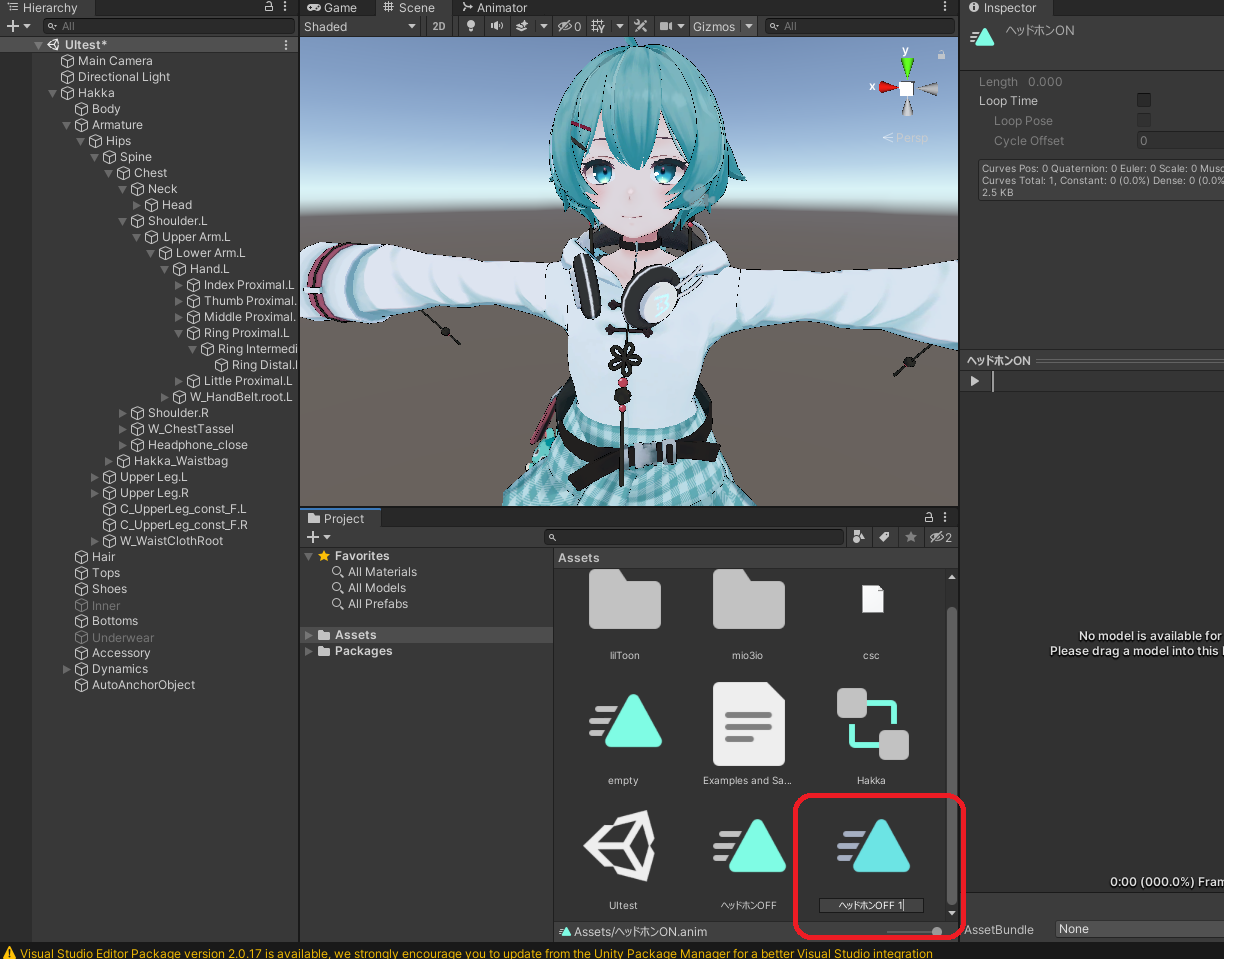 Hierarchy
All
UItest*
Main Camera
Directional Light
Hakka
Body
Armature
Hips
Spine
Chest
Neck
Head
Shoulder.L
Upper Arm.L
Lower Arm.L
Hand.L
Index Proximal.L
Thumb Proximal.
Middle Proximal.
Ring Proximal.L
Ring Intermedi
Ring Distal.l
Little Proximal.L
W_HandBelt.root.L
Shoulder.R
W_ChestTassel
Headphone_close
Hakka_Waistbag
Upper Leg.L
Upper Leg.R
C_UpperLeg_const_F.L
C_UpperLeg_const_F.R
W_WaistClothRoot
Hair
Tops
Shoes
Inner
Bottoms
Underwear
Accessory
Dynamics
AutoAnchorObject
Game Scene Animator
Shaded 2D 0 Gizmos All
y
x
Persp
Project
2
Favorites
All Materials
All Models
All Prefabs
Assets
Packages
Assets
lilToon mio3io csc
empty Examples and Sa... Hakka
UItest ヘッドホンOFF ヘッドホンOFF 1
Assets/ヘッドホンON.anim
Inspector
ヘッドホンON
Length 0.000
Loop Time
Loop Pose
Cycle Offset 0
Curves Pos: 0 Quaternion: 0 Euler: 0 Scale: 0 Musc
Curves Total: 1, Constant: 0 (0.0%) Dense: 0 (0.0%
2.5 KB
ヘッドホンON
No model is available for
Please drag a model into this
0:00 (000.0%) Fram
AssetBundle None
Visual Studio Editor Package version 2.0.17 is available, we strongly encourage you to update from the Unity Package Manager for a better Visual Studio integration